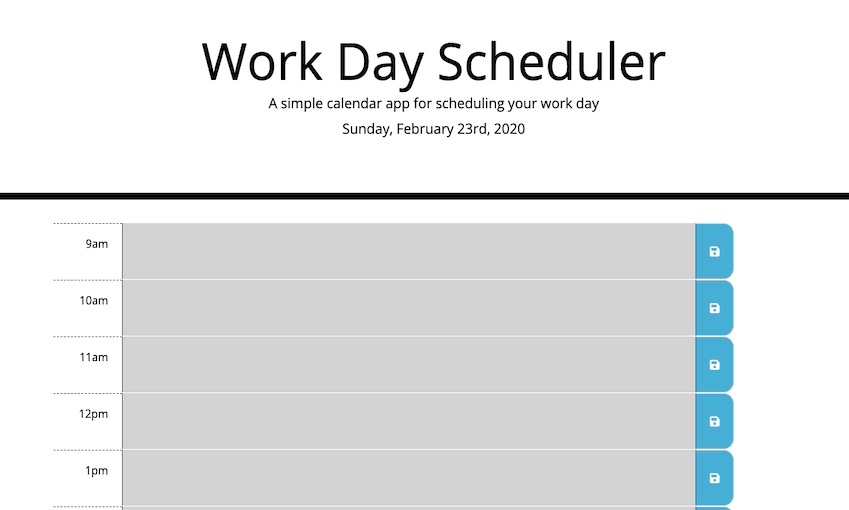 Work Day Scheduler
A simple calendar app for scheduling your work day
Sunday, February 23rd, 2020
9am
10am
11am
12pm
1pm